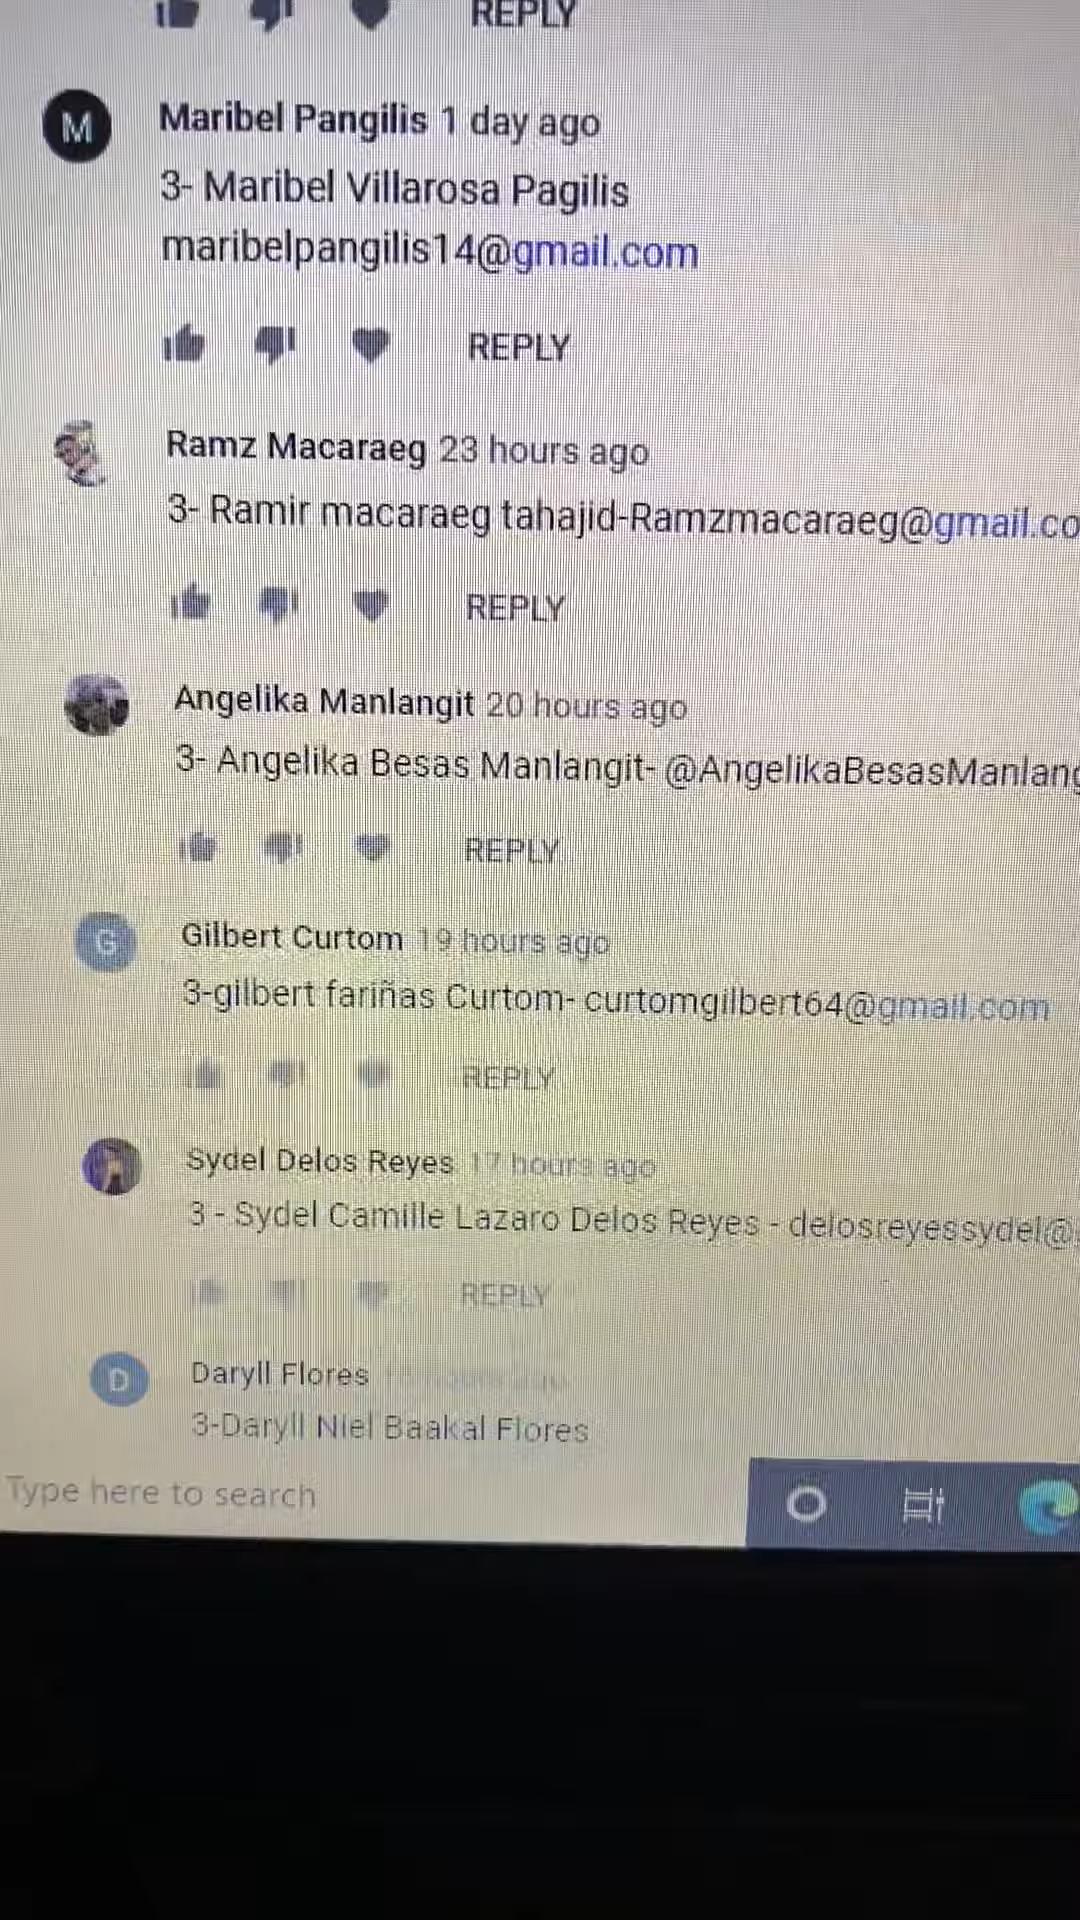 REPLY
M
Maribel Pangilis 1 day ago
3- Maribel Villarosa Pagilis
maribelpangilis14@gmail.com
REPLY
Ramz Macaraeg 23 hours ago
3- Ramir macaraeg tahajid-Ramzmacaraeg@gmail.co
REPLY
Angelika Manlangit 20 hours ago
3- Angelika Besas Manlangit- @AngelikaBesasManlang
REPLY
G
Gilbert Curtom 19 hours ago
3-gilbert fariñas Curtom- curtomgilbert64@gmail.com
REPLY
Sydel Delos Reyes 17 hours ago
3 - Sydel Camille Lazaro Delos Reyes - delosreyessydel@
REPLY
D
Daryll Flores hours ago
3-Daryll Niel Baakal Flores
Type here to search